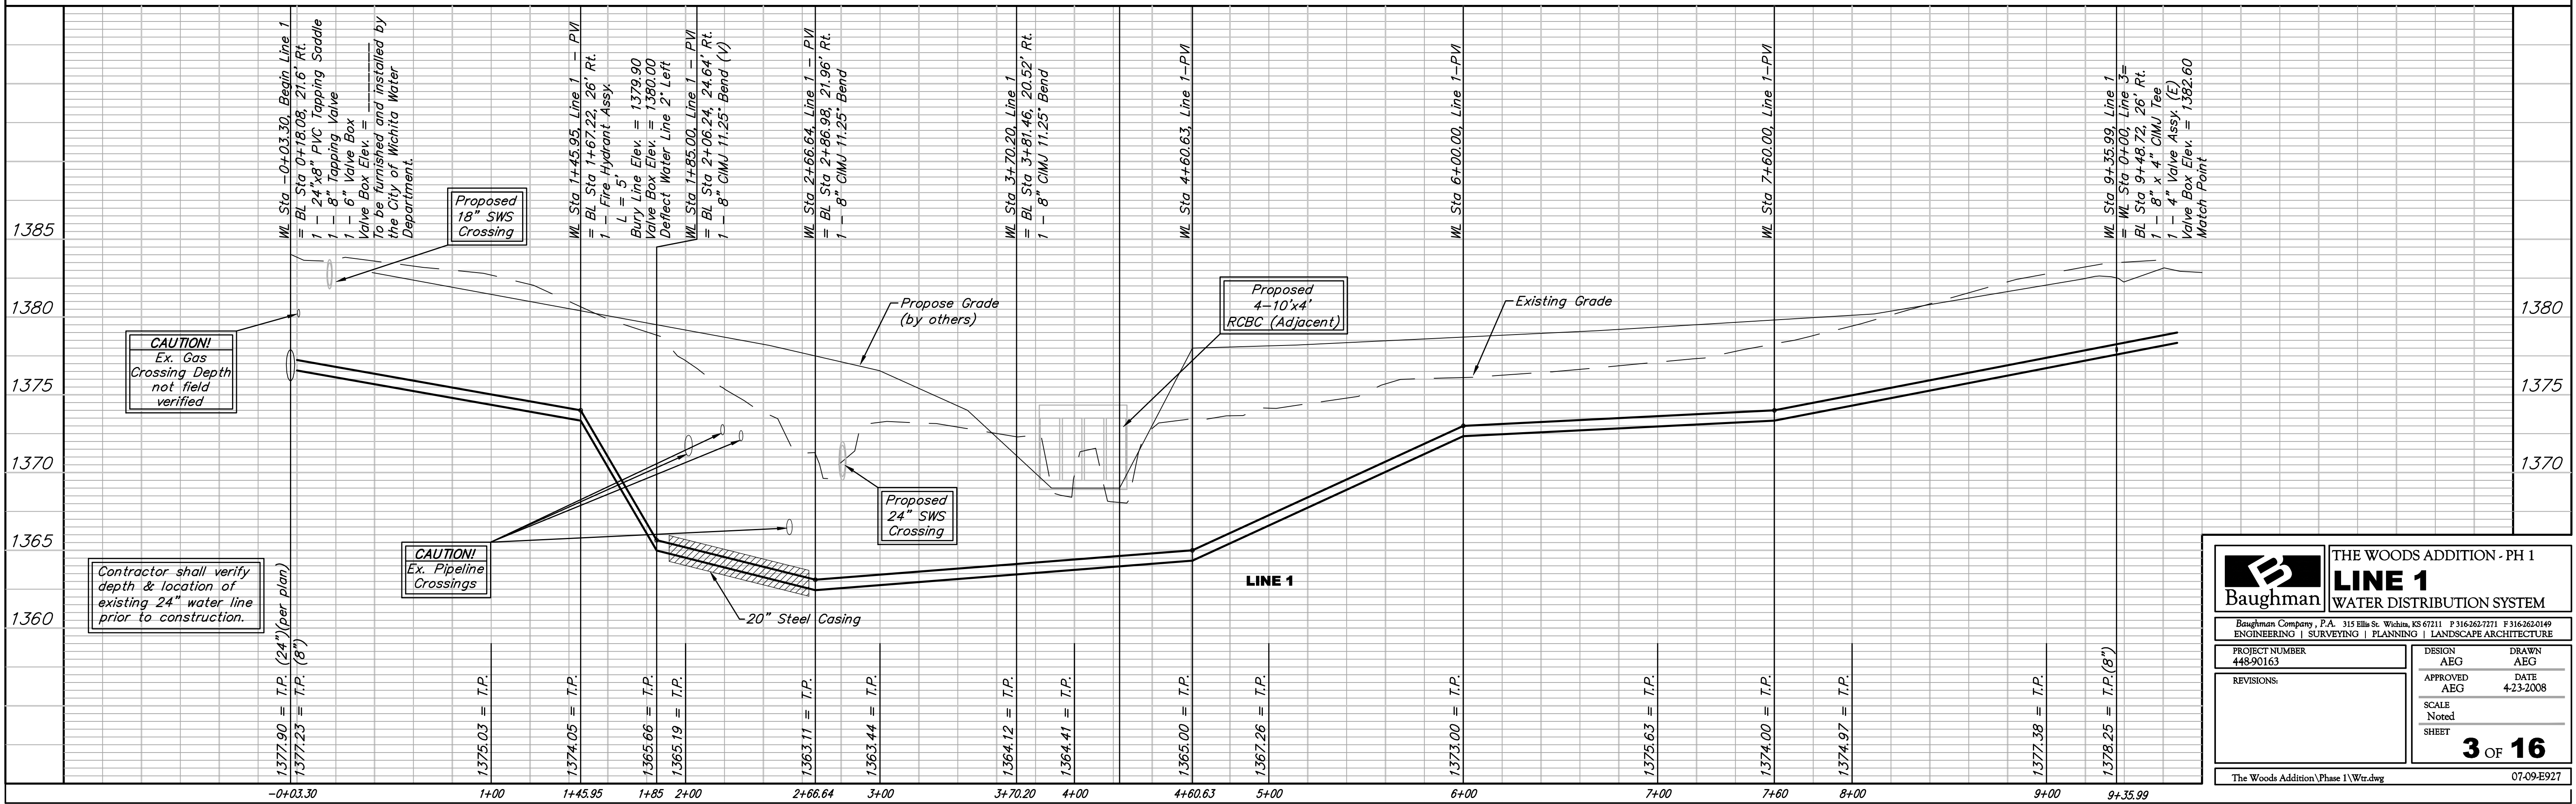 WL Sta -0+03.30, Begin Line 1
= BL Sta 0+18.08, 21.6' Rt.
1 - 24"x8" PVC Tapping Saddle
1 - 8" Tapping Valve
1 - 6" Valve Box
Valve Box Elev. = ________
To be furnished and installed by
the City of Wichita Water
Department.
WL Sta 1+45.95, Line 1 - PVI
= BL Sta 1+67.22, 26' Rt.
1 - Fire Hydrant Assy.
L = 5'
Bury Line Elev. = 1379.90
Valve Box Elev. = 1380.00
Deflect Water Line 2° Left
WL Sta 1+85.00, Line 1 - PVI
= BL Sta 2+06.24, 24.64' Rt.
1 - 8" CIMJ 11.25° Bend (V)
WL Sta 2+66.64, Line 1 - PVI
= BL Sta 2+86.98, 21.96' Rt.
1 - 8" CIMJ 11.25° Bend
WL Sta 3+70.20, Line 1
= BL Sta 3+81.46, 20.52' Rt.
1 - 8" CIMJ 11.25° Bend
WL Sta 4+60.63, Line 1-PVI
WL Sta 6+00.00, Line 1-PVI
WL Sta 7+60.00, Line 1-PVI
WL Sta 9+35.99, Line 1
= WL Sta 0+00, Line 3=
BL Sta 9+48.72, 26' Rt.
1 - 8" x 4" CIMJ Tee
1 - 4" Valve Assy. (E)
Valve Box Elev. = 1382.60
Match Point
1385
1380
1375
1370
1365
1360
1380
1375
1370
Proposed
18" SWS
Crossing
CAUTION!
Ex. Gas
Crossing Depth
not field
verified
Propose Grade
(by others)
Proposed
4-10'x4'
RCBC (Adjacent)
Existing Grade
Proposed
24" SWS
Crossing
CAUTION!
Ex. Pipeline
Crossings
Contractor shall verify
depth & location of
existing 24" water line
prior to construction.
20" Steel Casing
LINE 1
1377.90 = T.P. (24")(per plan)
1377.23 = T.P. (8")
1375.03 = T.P.
1374.05 = T.P.
1365.66 = T.P.
1365.19 = T.P.
1363.11 = T.P.
1363.44 = T.P.
1364.12 = T.P.
1364.41 = T.P.
1365.00 = T.P.
1367.26 = T.P.
1373.00 = T.P.
1375.63 = T.P.
1374.00 = T.P.
1374.97 = T.P.
1377.38 = T.P.
1378.25 = T.P.(8")
-0+03.30
1+00
1+45.95
1+85
2+00
2+66.64
3+00
3+70.20
4+00
4+60.63
5+00
6+00
7+00
7+60
8+00
9+00
9+35.99
Baughman
THE WOODS ADDITION - PH 1
LINE 1
WATER DISTRIBUTION SYSTEM
Baughman Company, P.A. 315 Ellis St. Wichita, KS 67211 P 316-262-7271 F 316-262-0149
ENGINEERING | SURVEYING | PLANNING | LANDSCAPE ARCHITECTURE
PROJECT NUMBER
448-90163
REVISIONS:
DESIGN
AEG
DRAWN
AEG
APPROVED
AEG
DATE
4-23-2008
SCALE
Noted
SHEET
3 OF 16
The Woods Addition\Phase 1\Wtr.dwg
07-09-E927